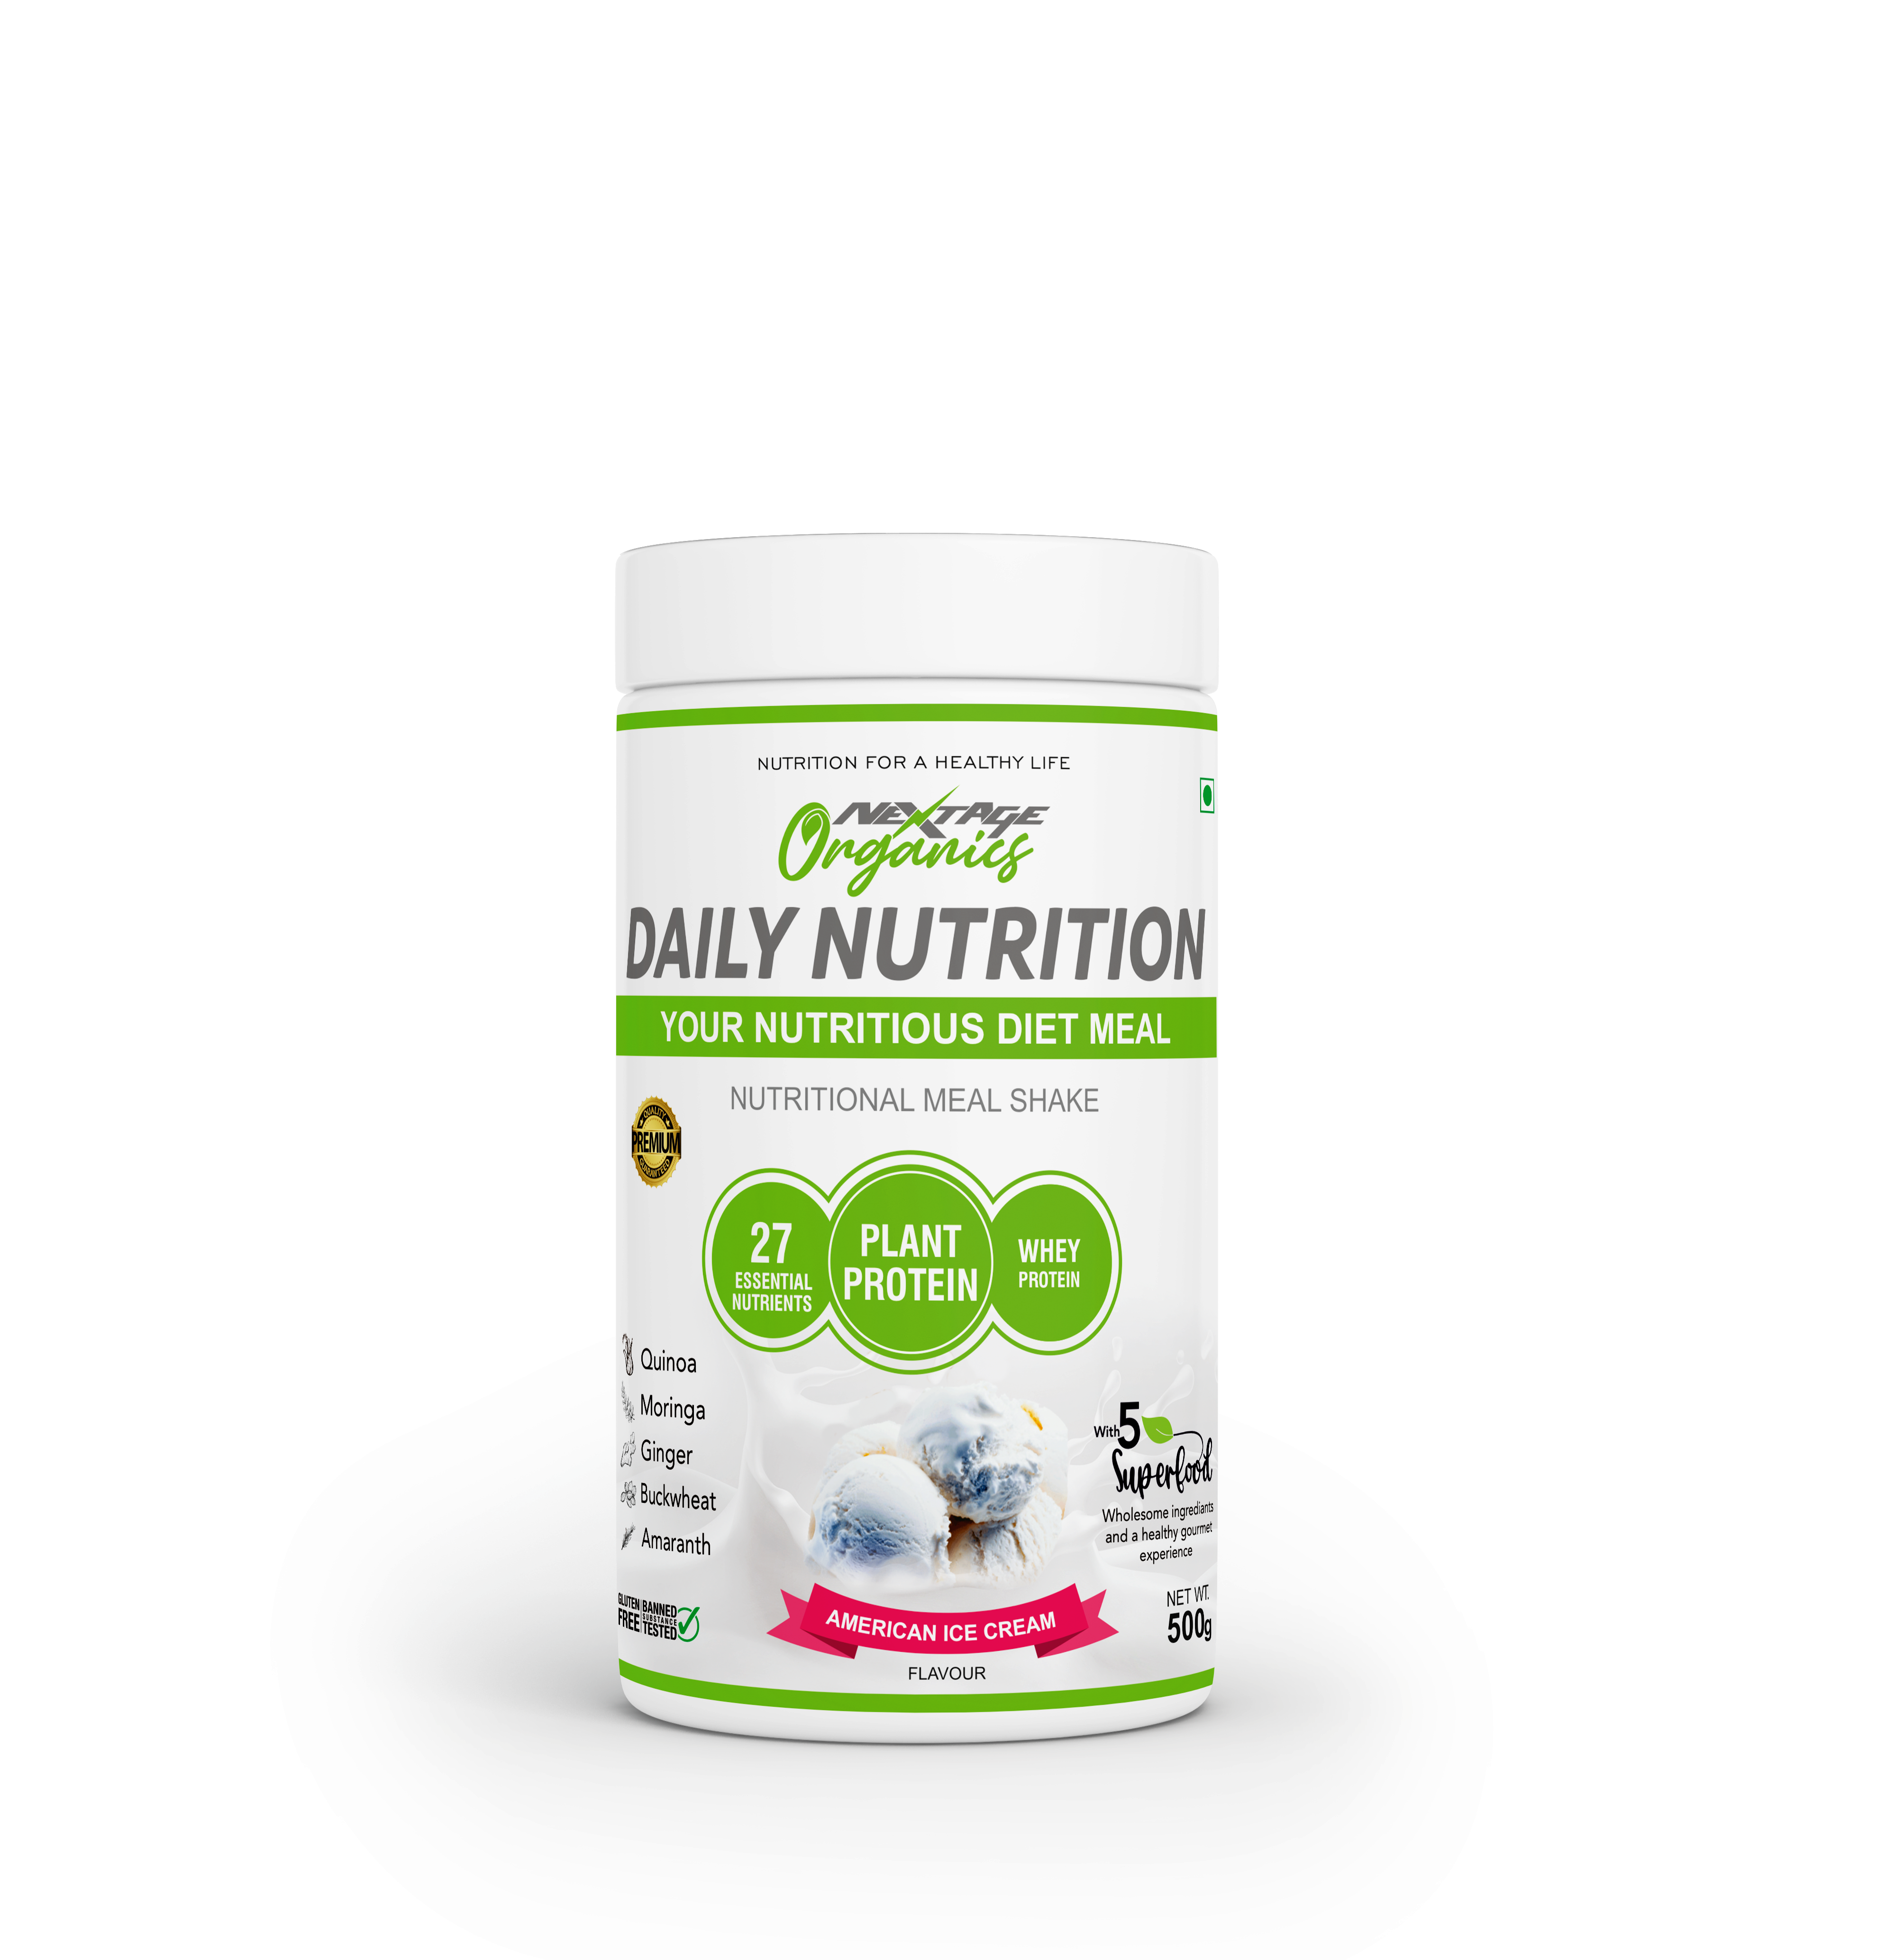 NUTRITION FOR A HEALTHY LIFE
NEXTAGE
Organics
DAILY NUTRITION
YOUR NUTRITIOUS DIET MEAL
NUTRITIONAL MEAL SHAKE
QUALITY
PREMIUM
GUARANTEED
27
ESSENTIAL
NUTRIENTS
PLANT
PROTEIN
WHEY
PROTEIN
Quinoa
Moringa
Ginger
Buckwheat
Amaranth
With 5
Superfood
Wholesome ingrediants
and a healthy gourmet
experience
GLUTEN
FREE
BANNED
SUBSTANCE
TESTED
AMERICAN ICE CREAM
FLAVOUR
NET WT.
500g